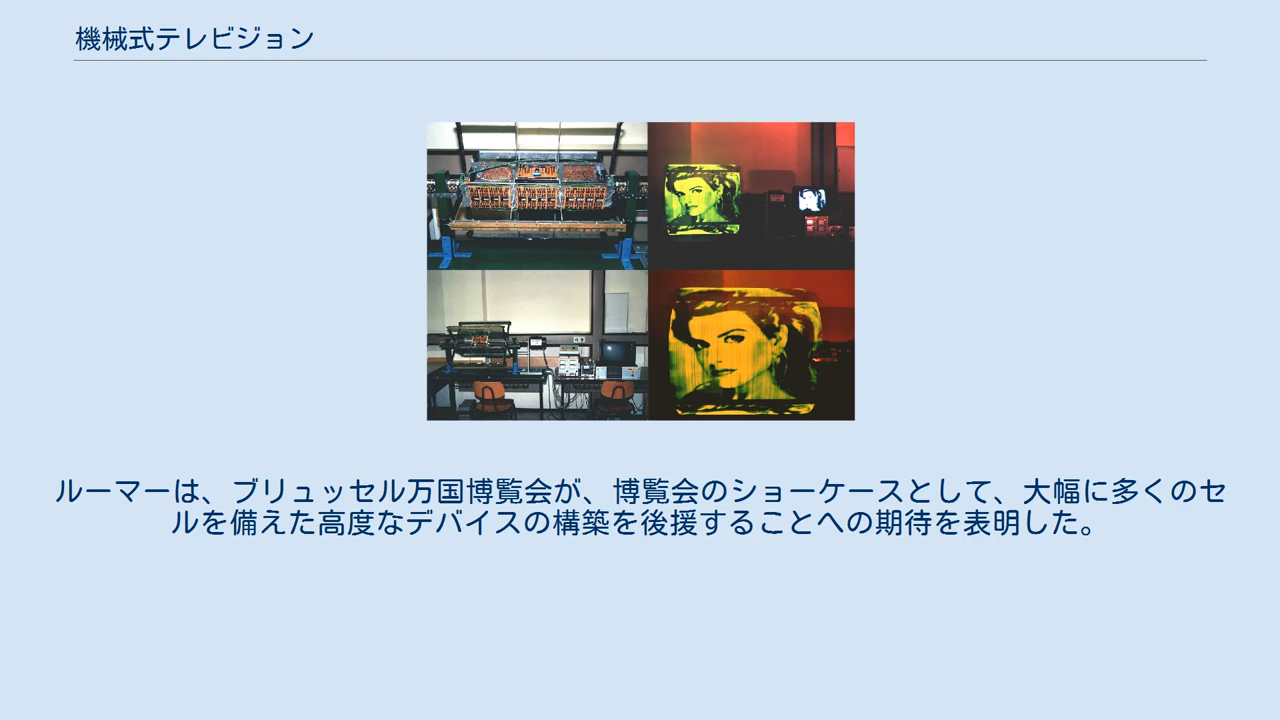 機械式テレビジョン
ルーマーは、ブリュッセル万国博覧会が、博覧会のショーケースとして、大幅に多くのセ
ルを備えた高度なデバイスの構築を後援することへの期待を表明した。